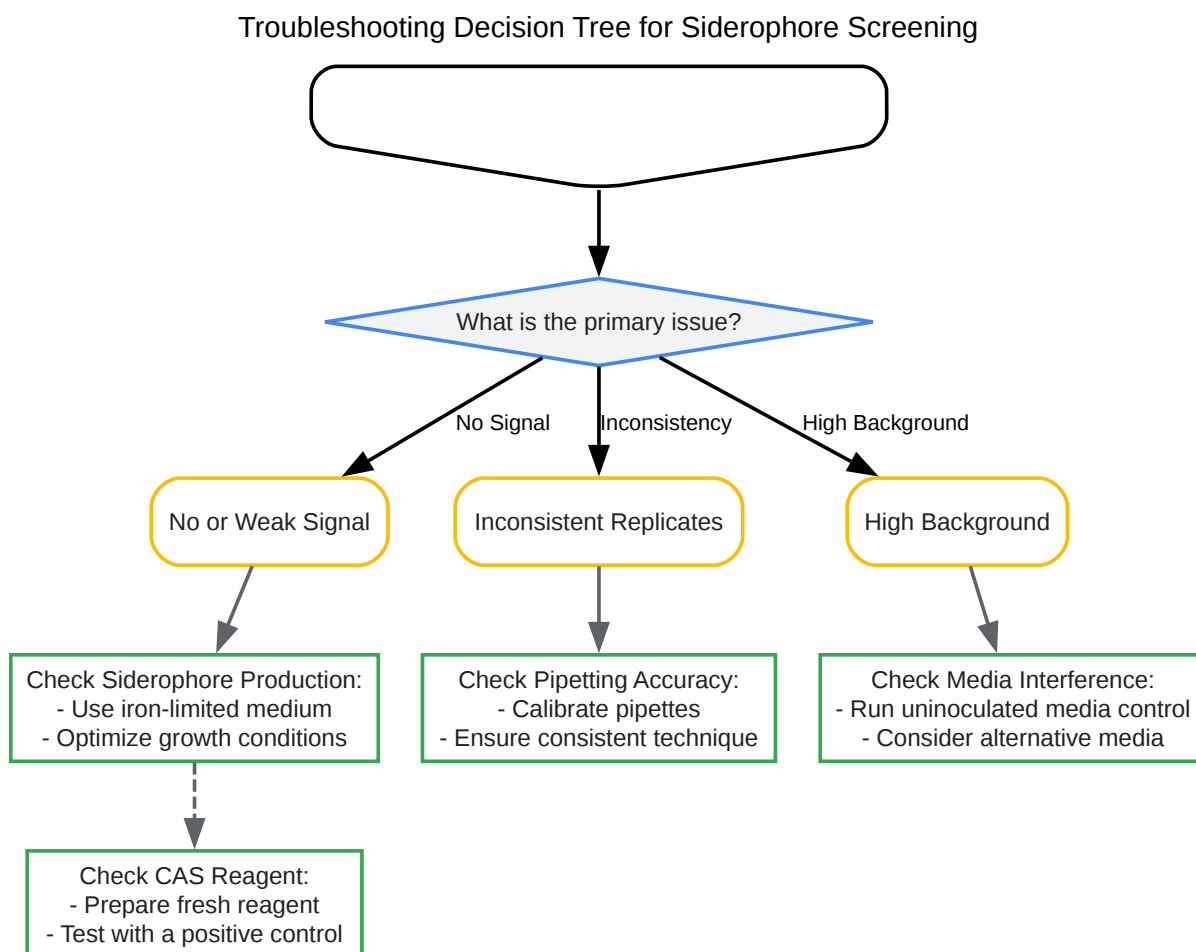 Troubleshooting Decision Tree for Siderophore Screening
What is the primary issue?
No Signal
Inconsistency
High Background
No or Weak Signal
Inconsistent Replicates
High Background
Check Siderophore Production:
- Use iron-limited medium
- Optimize growth conditions
Check Pipetting Accuracy:
- Calibrate pipettes
- Ensure consistent technique
Check Media Interference:
- Run uninoculated media control
- Consider alternative media
Check CAS Reagent:
- Prepare fresh reagent
- Test with a positive control